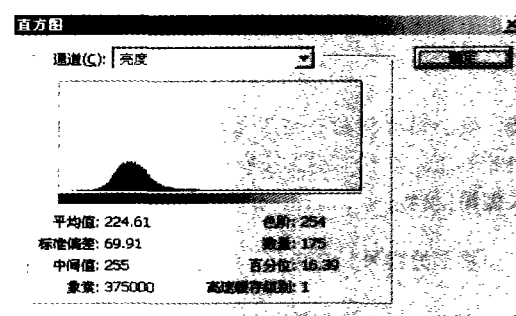 直方图
通道(C): 亮度
确定
平均值: 224.61 色阶: 254
标准偏差: 69.91 数量: 175
中间值: 255 百分位: 16.39
象素: 375000 高速缓存级别: 1